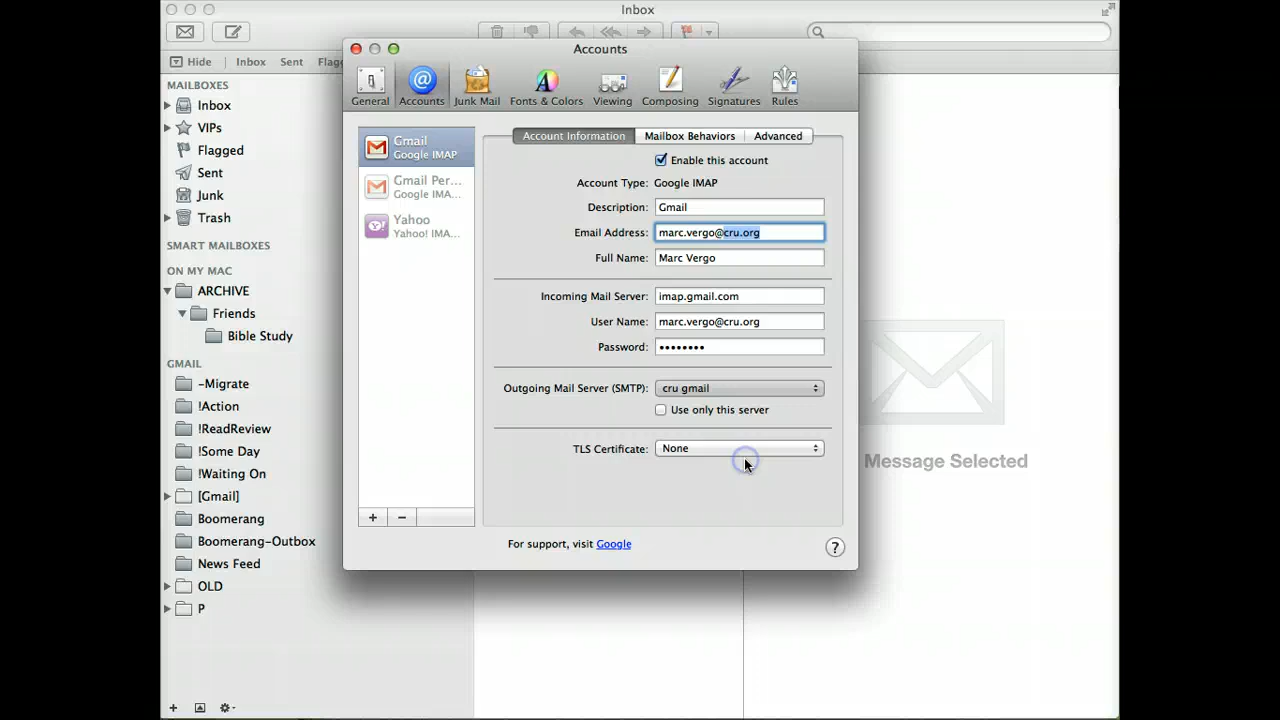 Inbox
Hide Inbox Sent Flag
Accounts
General Accounts Junk Mail Fonts & Colors Viewing Composing Signatures Rules
MAILBOXES
Inbox
VIPs
Flagged
Sent
Junk
Trash
SMART MAILBOXES
ON MY MAC
ARCHIVE
Friends
Bible Study
GMAIL
-Migrate
!Action
!ReadReview
!Some Day
!Waiting On
[Gmail]
Boomerang
Boomerang-Outbox
News Feed
OLD
P
Gmail
Google IMAP
Gmail Per...
Google IMA...
Yahoo
Yahoo! IMA...
Account Information Mailbox Behaviors Advanced
Enable this account
Account Type: Google IMAP
Description: Gmail
Email Address: marc.vergo@cru.org
Full Name: Marc Vergo
Incoming Mail Server: imap.gmail.com
User Name: marc.vergo@cru.org
Password: ••••••••
Outgoing Mail Server (SMTP): cru gmail
Use only this server
TLS Certificate: None
+ −
For support, visit Google
?
Message Selected
+